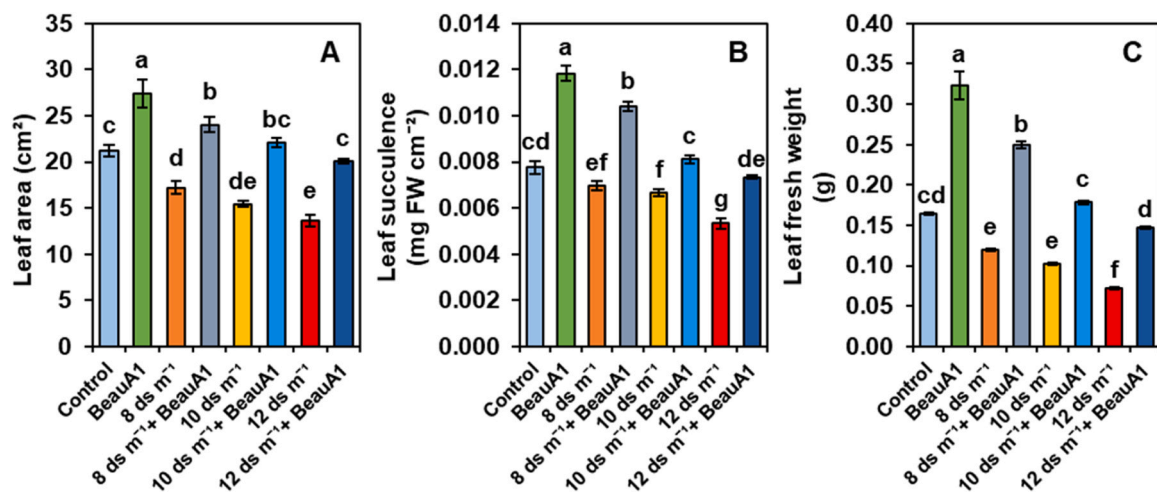 A
Leaf area (cm²)
35
30
25
20
15
10
5
0
c
a
d
b
de
bc
e
c
Control
BeauA1
8 ds m⁻¹
8 ds m⁻¹+ BeauA1
10 ds m⁻¹
10 ds m⁻¹+ BeauA1
12 ds m⁻¹
12 ds m⁻¹+ BeauA1
B
Leaf succulence
(mg FW cm⁻²)
0.014
0.012
0.010
0.008
0.006
0.004
0.002
0.000
cd
a
ef
b
f
c
g
de
Control
BeauA1
8 ds m⁻¹
8 ds m⁻¹+ BeauA1
10 ds m⁻¹
10 ds m⁻¹+ BeauA1
12 ds m⁻¹
12 ds m⁻¹+ BeauA1
C
Leaf fresh weight
(g)
0.40
0.35
0.30
0.25
0.20
0.15
0.10
0.05
0.00
cd
a
e
b
e
c
f
d
Control
BeauA1
8 ds m⁻¹
8 ds m⁻¹+ BeauA1
10 ds m⁻¹
10 ds m⁻¹+ BeauA1
12 ds m⁻¹
12 ds m⁻¹+ BeauA1